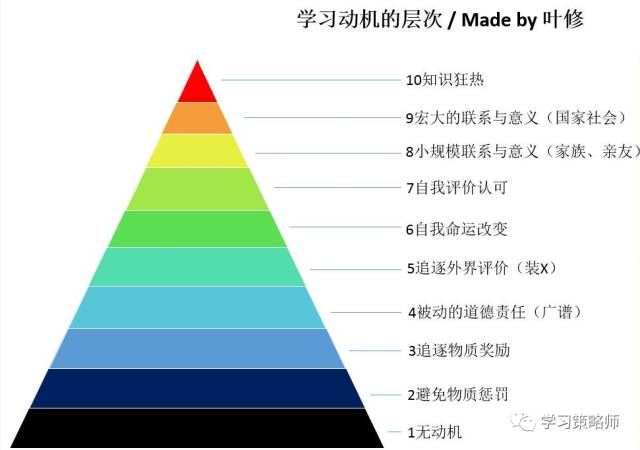 学习动机的层次 / Made by 叶修
10知识狂热
9宏大的联系与意义（国家社会）
8小规模联系与意义（家族、亲友）
7自我评价认可
6自我命运改变
5追逐外界评价（装X）
4被动的道德责任（广谱）
3追逐物质奖励
2避免物质惩罚
1无动机
学习策略师